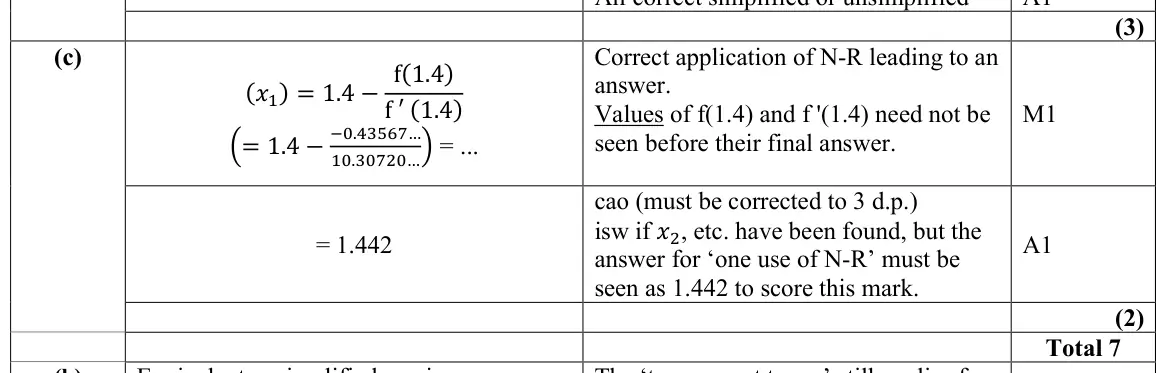 All correct simplified or unsimplified A1
(3)
(c)
(𝑥₁) = 1.4 − f(1.4) / f ′ (1.4)
(= 1.4 − −0.43567... / 10.30720...) = ...
Correct application of N-R leading to an
answer.
Values of f(1.4) and f '(1.4) need not be
seen before their final answer.
M1
= 1.442
cao (must be corrected to 3 d.p.)
isw if 𝑥₂, etc. have been found, but the
answer for ‘one use of N-R’ must be
seen as 1.442 to score this mark.
A1
(2)
Total 7
(b)